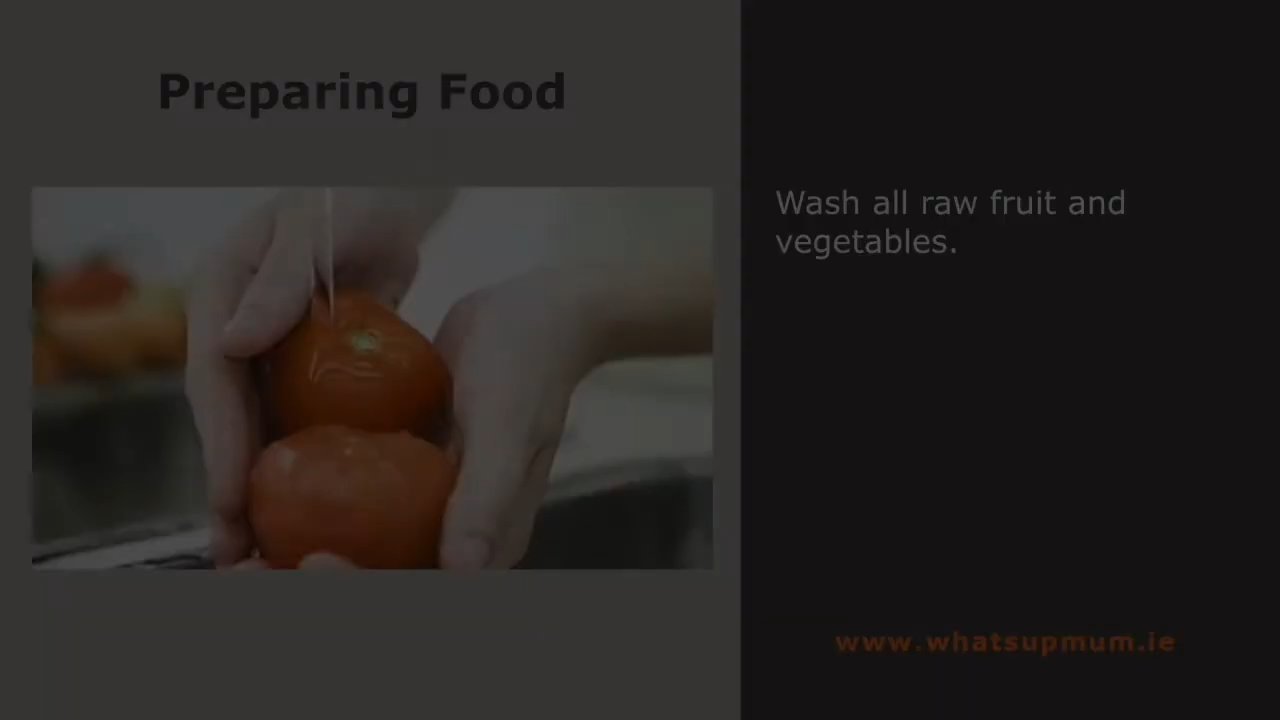 Preparing Food
Wash all raw fruit and
vegetables.
www.whatsupmum.ie